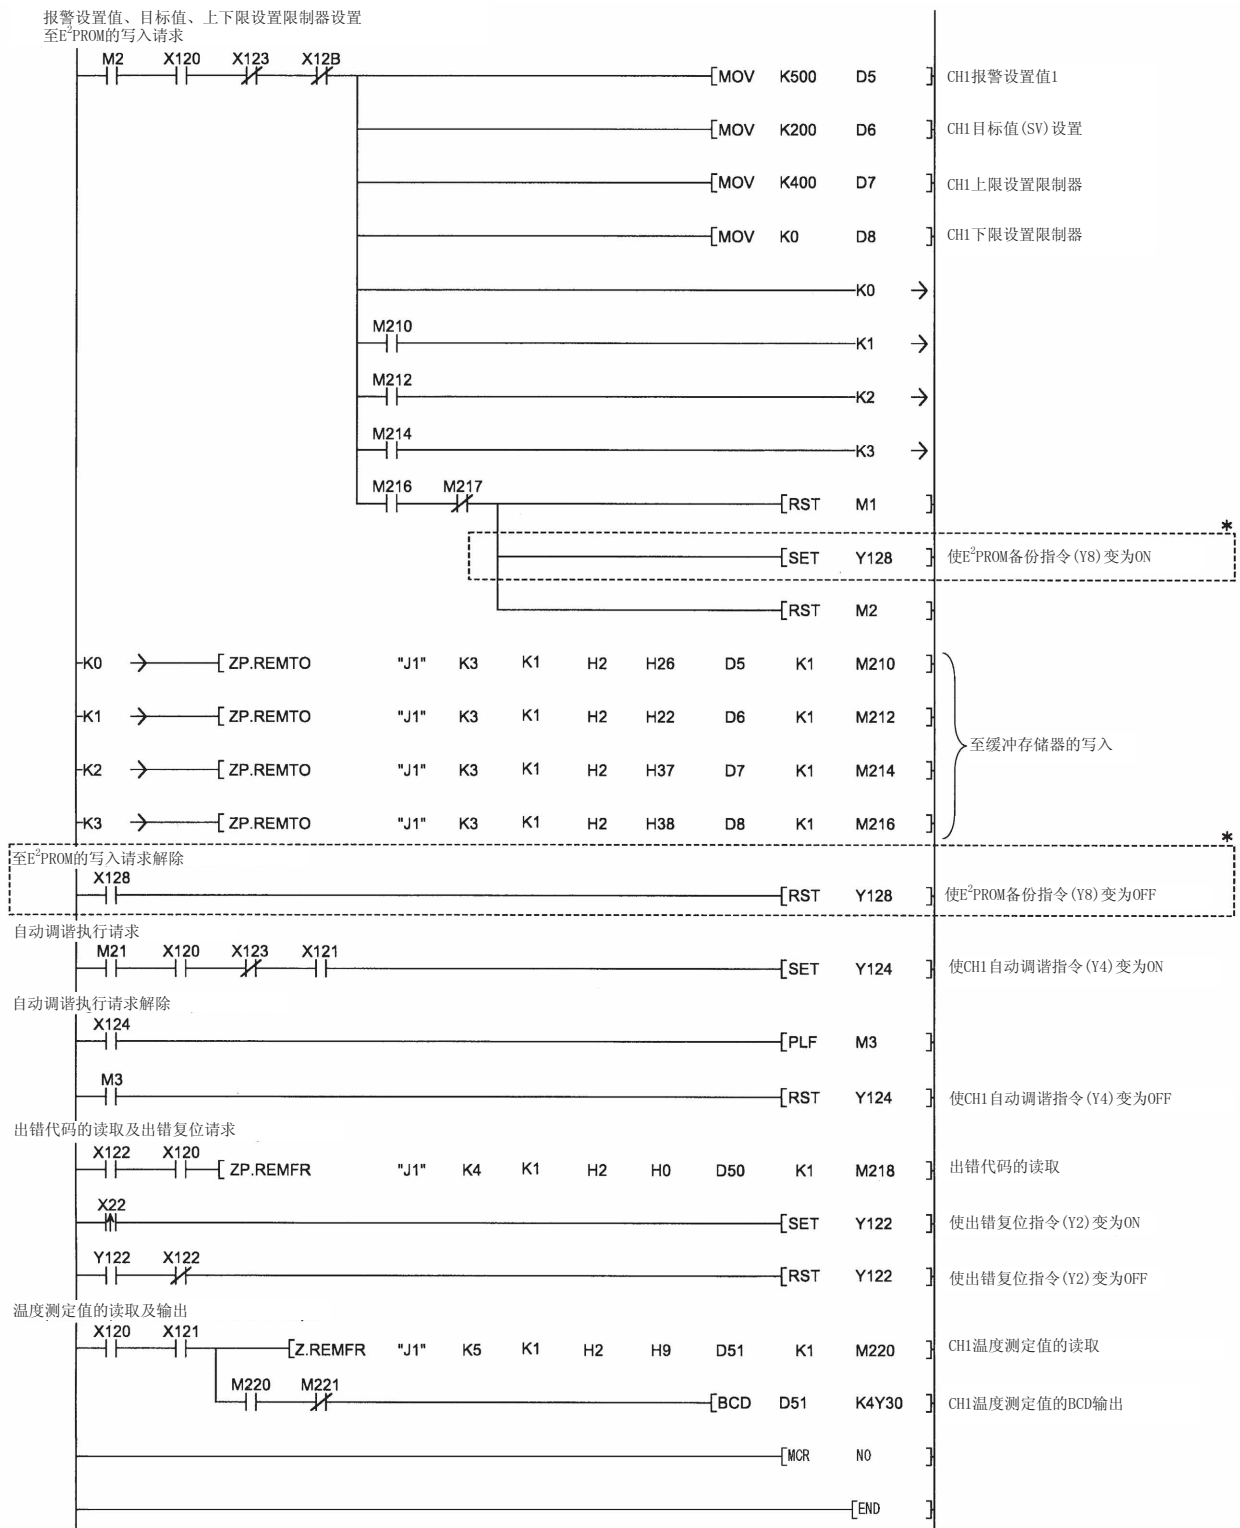 报警设置值、目标值、上下限设置限制器设置
至E²PROM的写入请求
M2 X120 X123 X12B [MOV K500 D5 ] CH1报警设置值1
[MOV K200 D6 ] CH1目标值(SV)设置
[MOV K400 D7 ] CH1上限设置限制器
[MOV K0 D8 ] CH1下限设置限制器
K0
M210 K1
M212 K2
M214 K3
M216 M217 [RST M1 ]
*
[SET Y128 ] 使E²PROM备份指令(Y8)变为ON
[RST M2 ]
K0 [ ZP.REMTO "J1" K3 K1 H2 H26 D5 K1 M210 ]
K1 [ ZP.REMTO "J1" K3 K1 H2 H22 D6 K1 M212 ]
至缓冲存储器的写入
K2 [ ZP.REMTO "J1" K3 K1 H2 H37 D7 K1 M214 ]
K3 [ ZP.REMTO "J1" K3 K1 H2 H38 D8 K1 M216 ]
*
至E²PROM的写入请求解除
X128 [RST Y128 ] 使E²PROM备份指令(Y8)变为OFF
自动调谐执行请求
M21 X120 X123 X121 [SET Y124 ] 使CH1自动调谐指令(Y4)变为ON
自动调谐执行请求解除
X124 [PLF M3 ]
M3 [RST Y124 ] 使CH1自动调谐指令(Y4)变为OFF
出错代码的读取及出错复位请求
X122 X120 [ ZP.REMFR "J1" K4 K1 H2 H0 D50 K1 M218 ] 出错代码的读取
X22 [SET Y122 ] 使出错复位指令(Y2)变为ON
Y122 X122 [RST Y122 ] 使出错复位指令(Y2)变为OFF
温度测定值的读取及输出
X120 X121 [Z.REMFR "J1" K5 K1 H2 H9 D51 K1 M220 ] CH1温度测定值的读取
M220 M221 [BCD D51 K4Y30 ] CH1温度测定值的BCD输出
[MCR N0 ]
[END ]